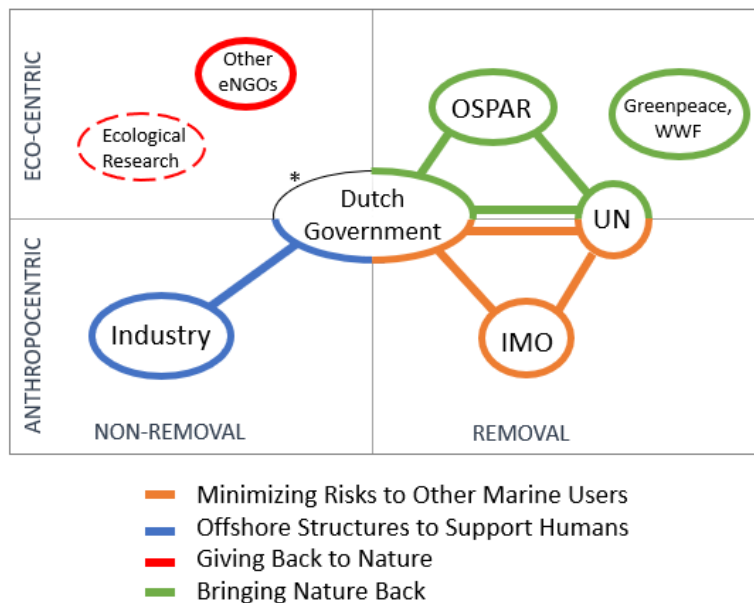 ECO-CENTRIC
Other
eNGOs
Ecological
Research
OSPAR
Greenpeace,
WWF
*
Dutch
Government
UN
ANTHROPOCENTRIC
Industry
IMO
NON-REMOVAL
REMOVAL
Minimizing Risks to Other Marine Users
Offshore Structures to Support Humans
Giving Back to Nature
Bringing Nature Back